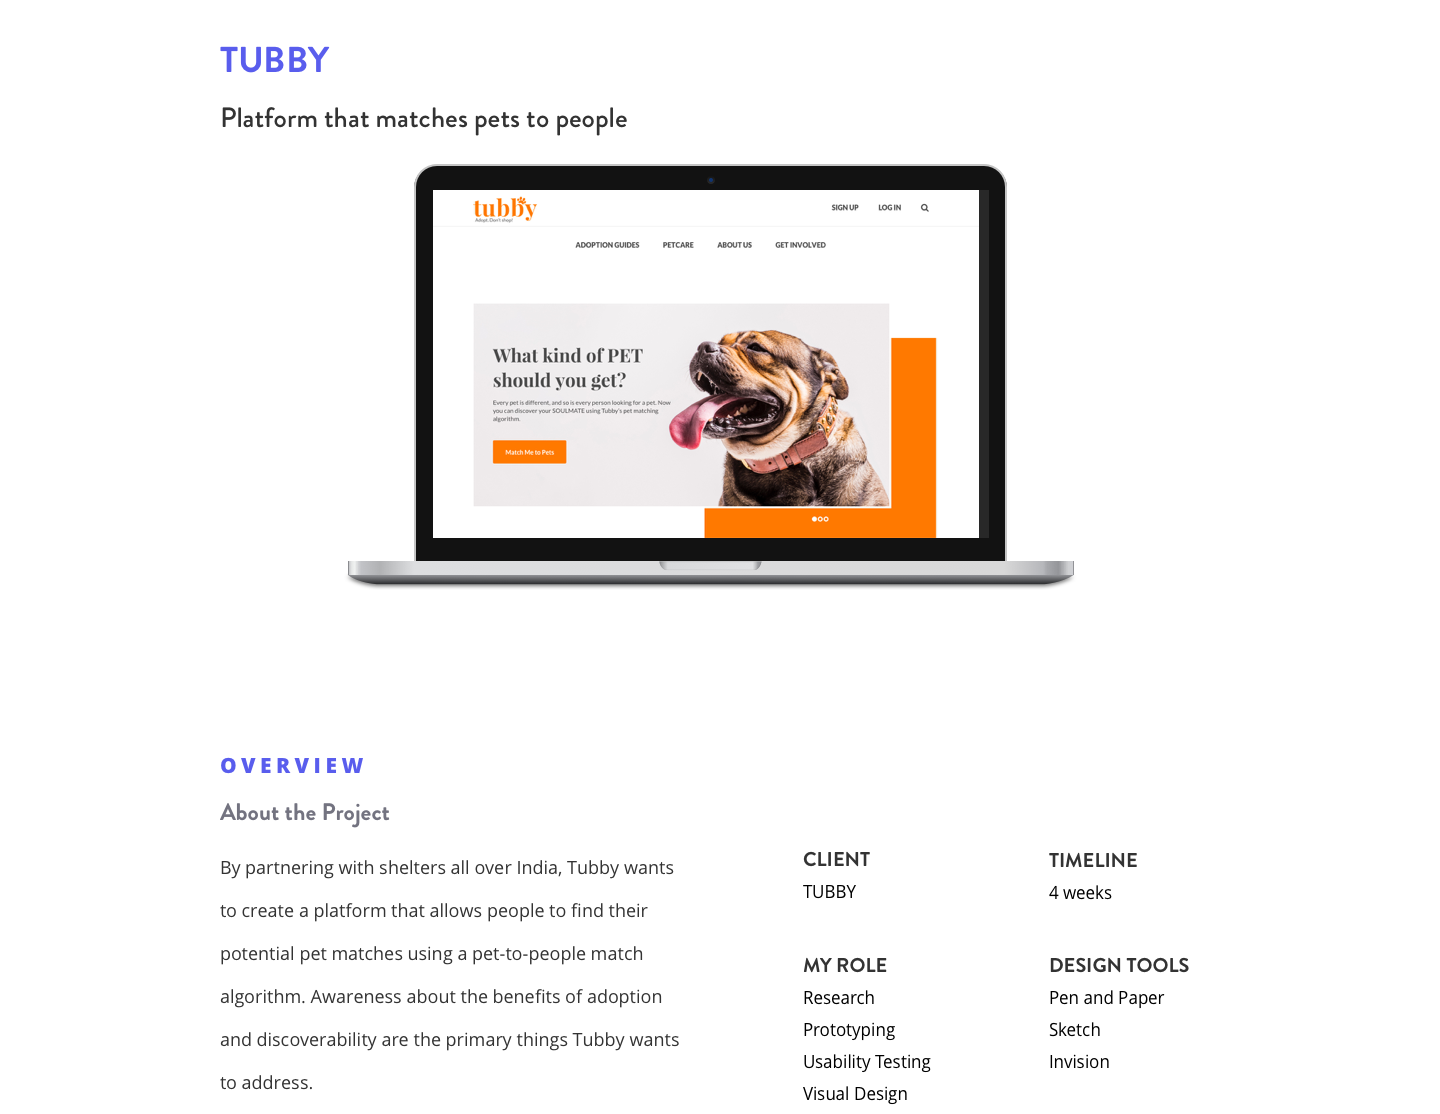 TUBBY
Platform that matches pets to people
tubby
Adopt. Don't shop!
SIGN UP
LOG IN
ADOPTION GUIDES
PETCARE
ABOUT US
GET INVOLVED
What kind of PET
should you get?
Every pet is different, and so is every person looking for a pet. Now
you can discover your SOULMATE using Tubby's pet matching
algorithm.
Match Me to Pets
OVERVIEW
About the Project
By partnering with shelters all over India, Tubby wants
to create a platform that allows people to find their
potential pet matches using a pet-to-people match
algorithm. Awareness about the benefits of adoption
and discoverability are the primary things Tubby wants
to address.
CLIENT
TUBBY
TIMELINE
4 weeks
MY ROLE
Research
Prototyping
Usability Testing
Visual Design
DESIGN TOOLS
Pen and Paper
Sketch
Invision